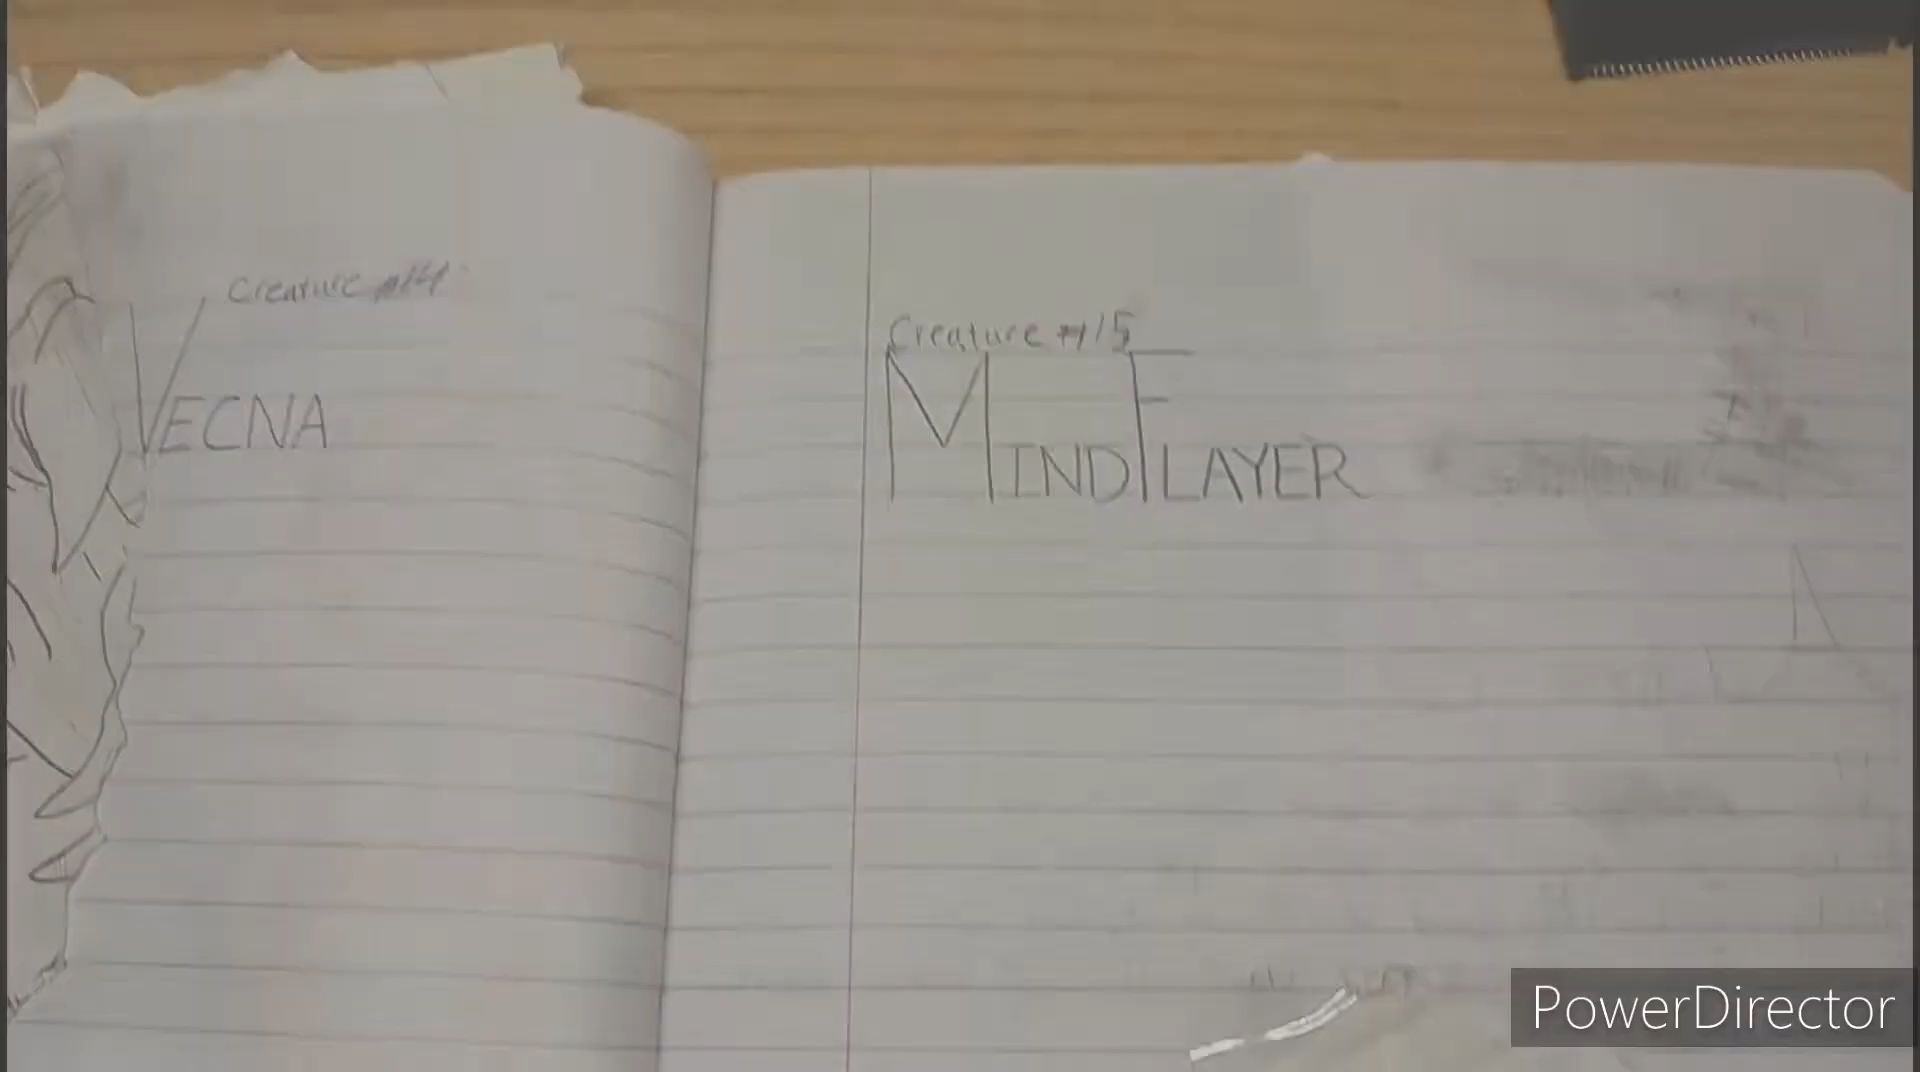 Creature #14
VECNA
Creature #15
MINDFLAYER
PowerDirector